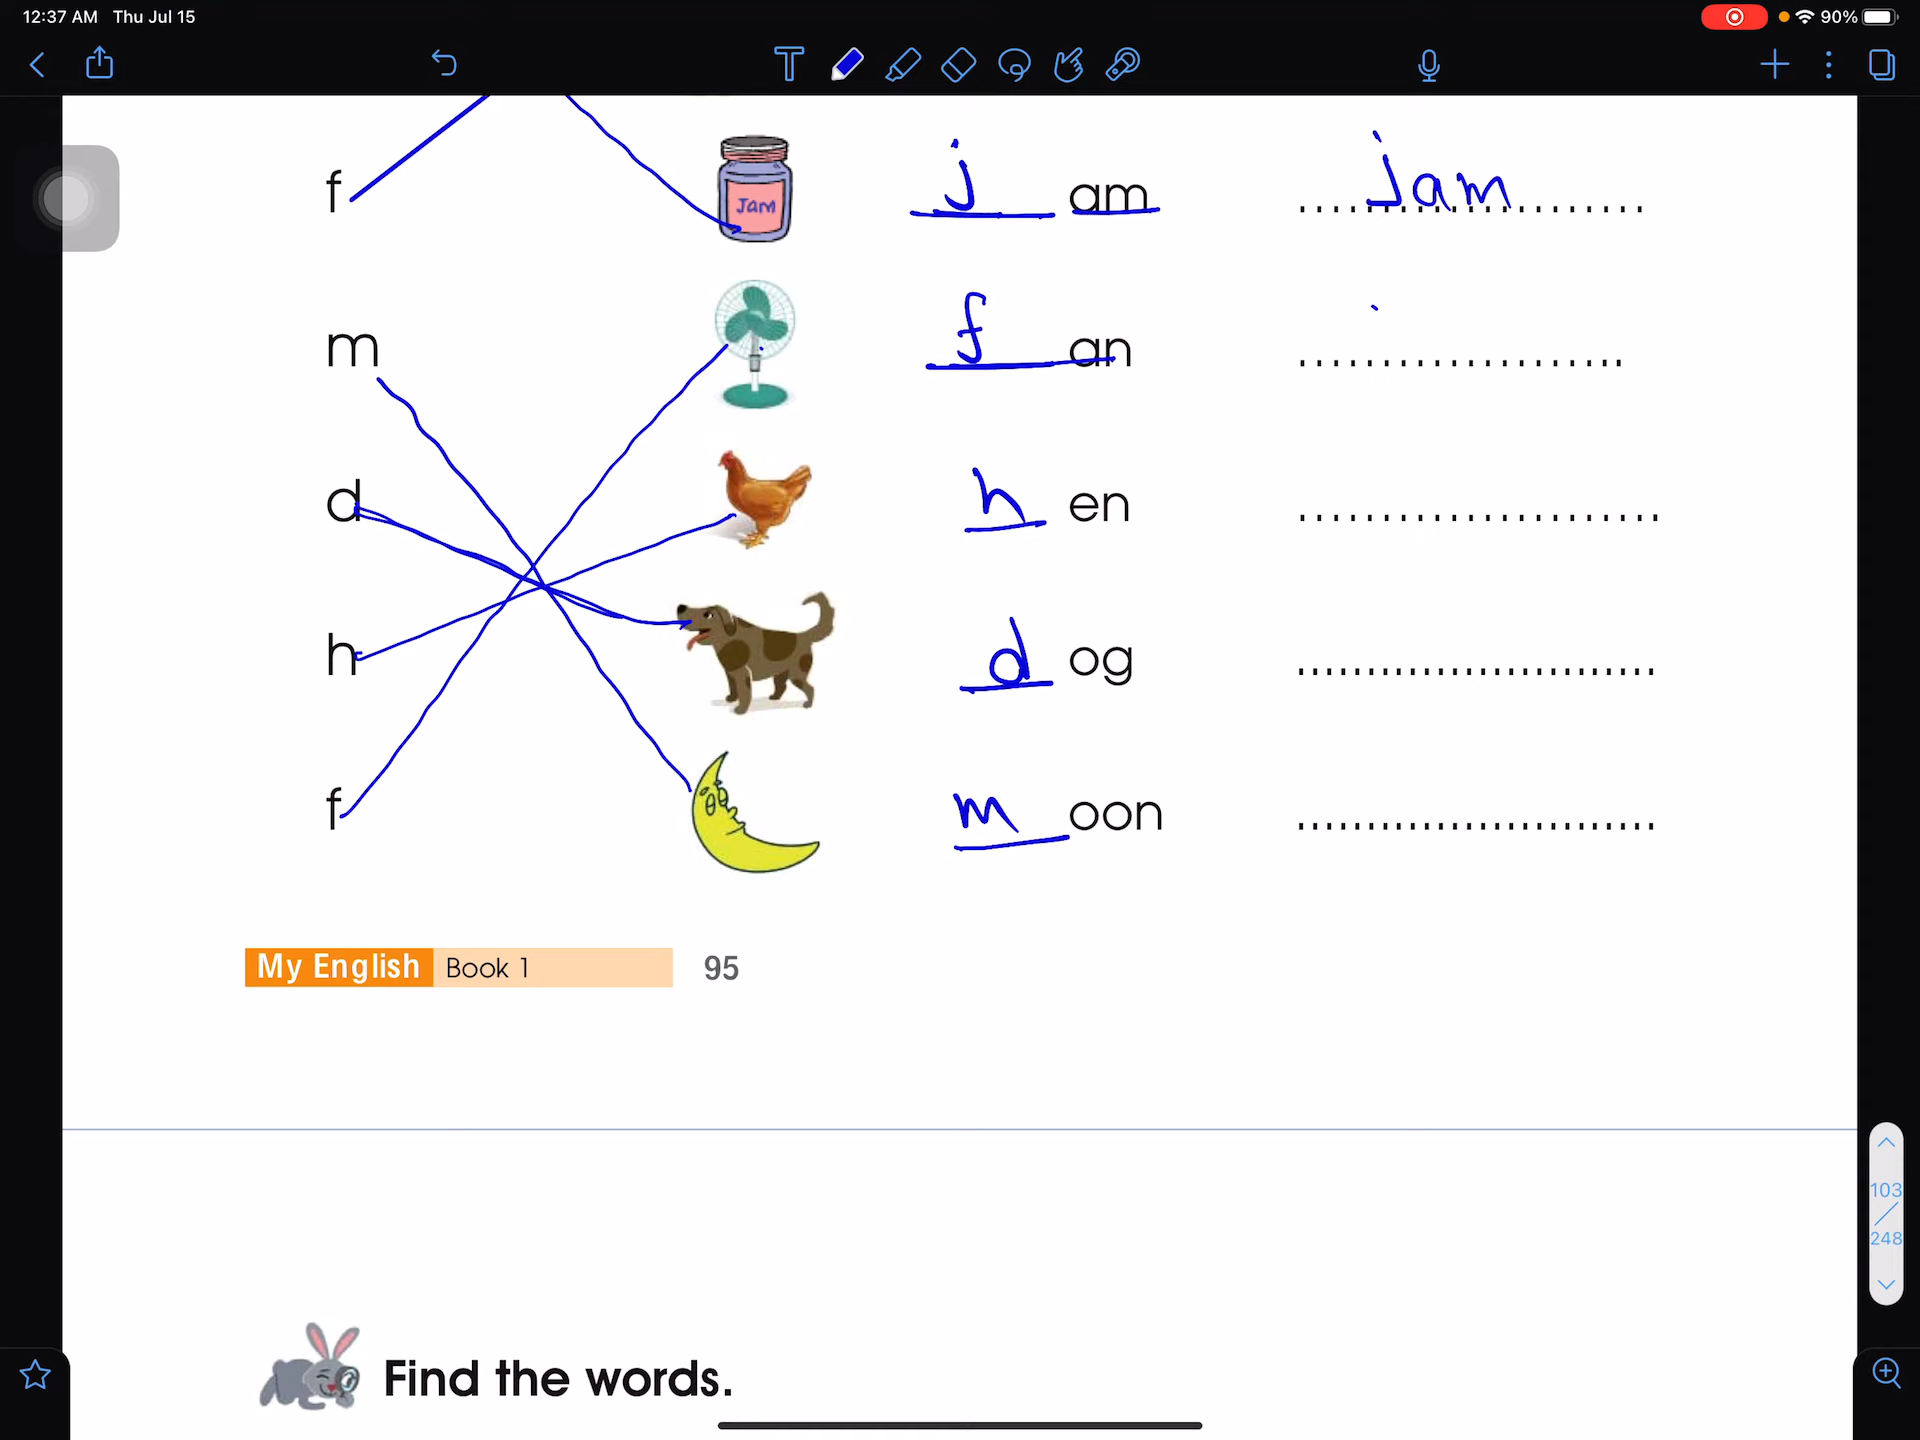 12:37 AM Thu Jul 15 90%
f Jam j am jam
m f an
d h en
h d og
f m oon
My English Book 1 95
103
248
Find the words.